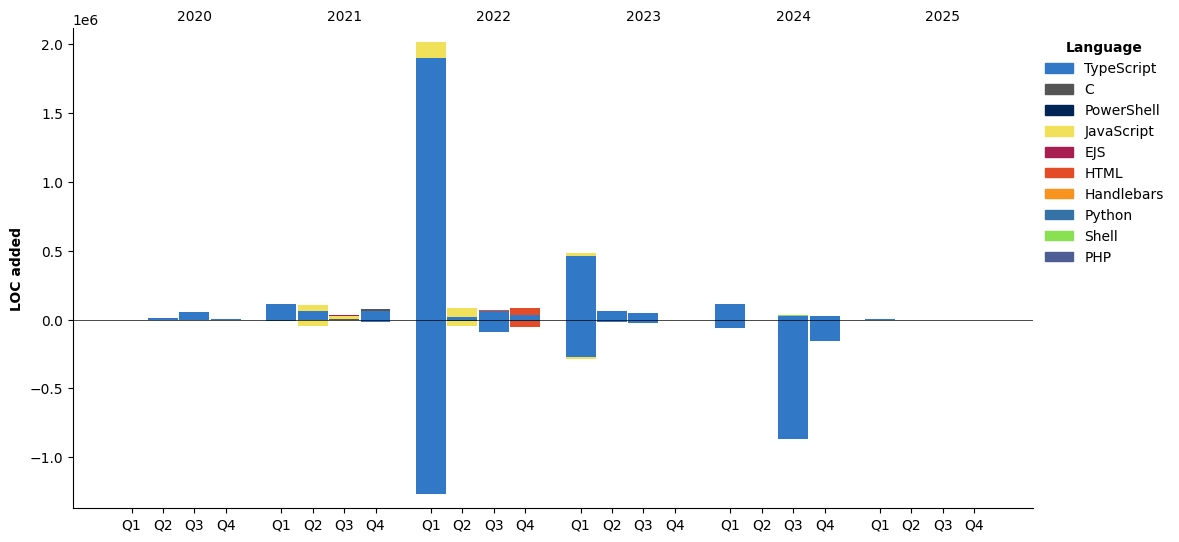 1e6
2020 2021 2022 2023 2024 2025
2.0
1.5
1.0
0.5
0.0
−0.5
−1.0
LOC added
Q1 Q2 Q3 Q4 Q1 Q2 Q3 Q4 Q1 Q2 Q3 Q4 Q1 Q2 Q3 Q4 Q1 Q2 Q3 Q4 Q1 Q2 Q3 Q4
Language
TypeScript
C
PowerShell
JavaScript
EJS
HTML
Handlebars
Python
Shell
PHP